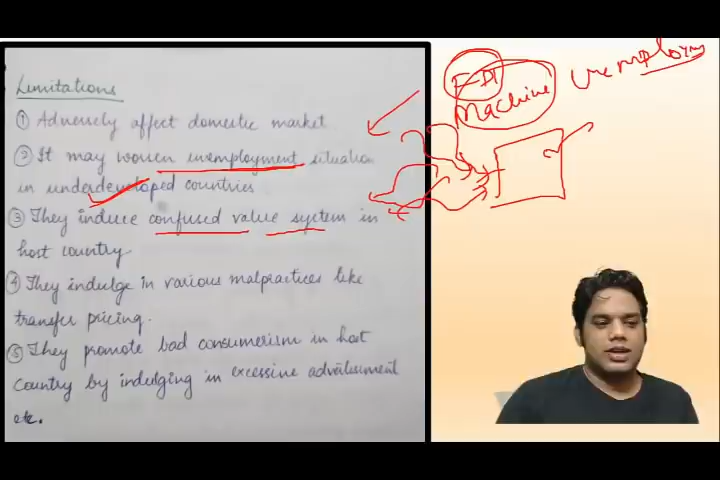 Limitations
① Adversely affect domestic market
② It may worsen unemployment situation
in underdeveloped countries
③ They induce confused value system in
host country.
④ They indulge in various malpractices like
transfer pricing.
⑤ They promote bad consumerism in host
country by indulging in excessive advertisement
etc.
FDI
Machine
Unemploym